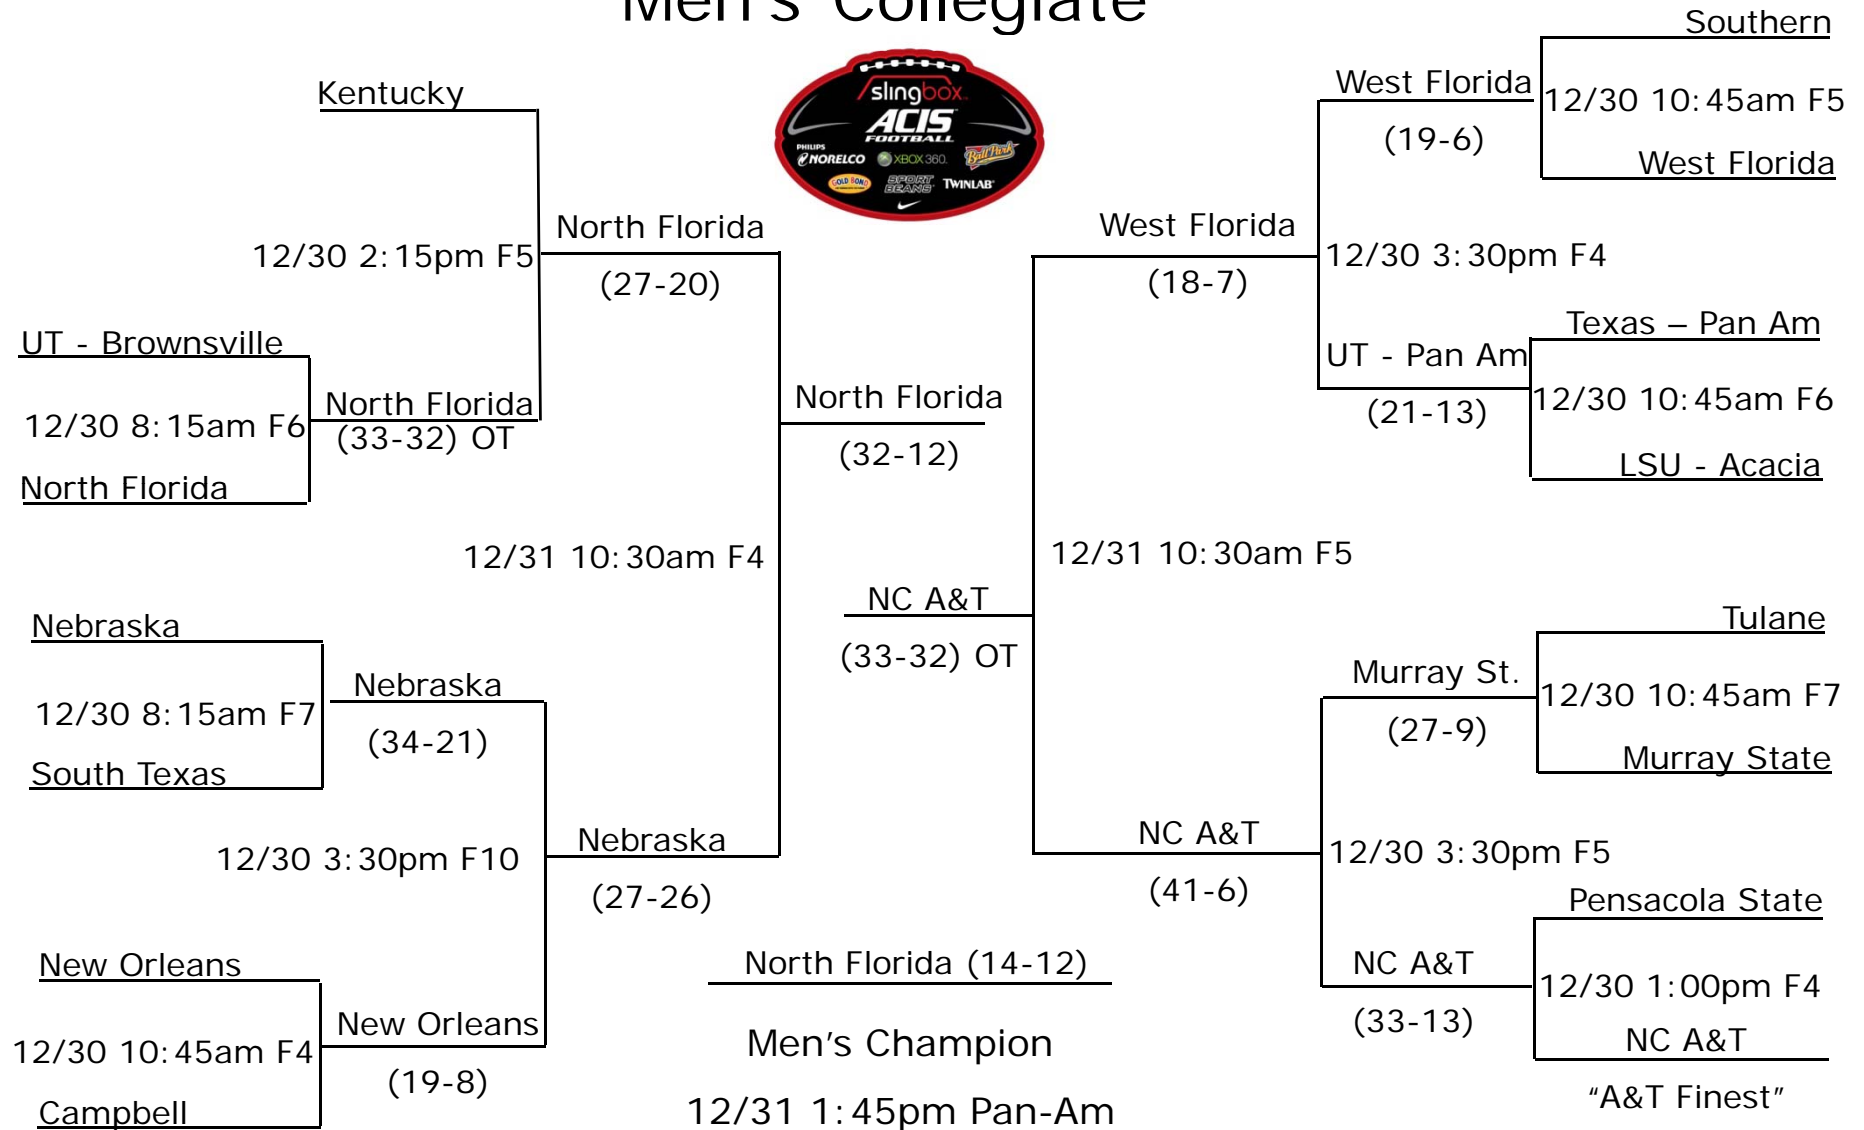 Men's Collegiate
slingbox
ACIS
FOOTBALL
PHILIPS
NORELCO
XBOX 360.
Ball Park
GOLD BOND
SPORT
BEANS
TWINLAB
Kentucky
12/30 2:15pm F5
North Florida
(27-20)
UT - Brownsville
12/30 8:15am F6
North Florida
North Florida
(33-32) OT
North Florida
(32-12)
12/31 10:30am F4
Nebraska
12/30 8:15am F7
South Texas
Nebraska
(34-21)
12/30 3:30pm F10
Nebraska
(27-26)
New Orleans
12/30 10:45am F4
Campbell
New Orleans
(19-8)
Southern
12/30 10:45am F5
West Florida
West Florida
(19-6)
West Florida
(18-7)
12/30 3:30pm F4
Texas – Pan Am
12/30 10:45am F6
LSU - Acacia
UT - Pan Am
(21-13)
12/31 10:30am F5
NC A&T
(33-32) OT
Tulane
12/30 10:45am F7
Murray State
Murray St.
(27-9)
12/30 3:30pm F5
NC A&T
(41-6)
Pensacola State
12/30 1:00pm F4
NC A&T
“A&T Finest”
NC A&T
(33-13)
North Florida (14-12)
Men’s Champion
12/31 1:45pm Pan-Am